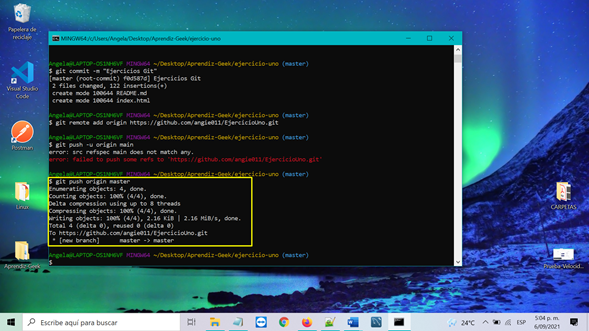 Papelera de
reciclaje
Visual Studio
Code
Postman
Linux
Aprendiz-Geek
CARPETAS
Prueba_Velocid...
MINGW64:/c/Users/Angela/Desktop/Aprendiz-Geek/ejercicio-uno
Angela@LAPTOP-OSINH6VF MINGW64 ~/Desktop/Aprendiz-Geek/ejercicio-uno (master)
$ git commit -m "Ejercicios Git"
[master (root-commit) f0d587d] Ejercicios Git
2 files changed, 122 insertions(+)
create mode 100644 README.md
create mode 100644 index.html
Angela@LAPTOP-OSINH6VF MINGW64 ~/Desktop/Aprendiz-Geek/ejercicio-uno (master)
$ git remote add origin https://github.com/angie011/EjercicioUno.git
Angela@LAPTOP-OSINH6VF MINGW64 ~/Desktop/Aprendiz-Geek/ejercicio-uno (master)
$ git push -u origin main
error: src refspec main does not match any.
error: failed to push some refs to 'https://github.com/angie011/EjercicioUno.git'
Angela@LAPTOP-OSINH6VF MINGW64 ~/Desktop/Aprendiz-Geek/ejercicio-uno (master)
$ git push origin master
Enumerating objects: 4, done.
Counting objects: 100% (4/4), done.
Delta compression using up to 8 threads
Compressing objects: 100% (4/4), done.
Writing objects: 100% (4/4), 2.16 KiB | 2.16 MiB/s, done.
Total 4 (delta 0), reused 0 (delta 0)
To https://github.com/angie011/EjercicioUno.git
* [new branch] master -> master
Angela@LAPTOP-OSINH6VF MINGW64 ~/Desktop/Aprendiz-Geek/ejercicio-uno (master)
$
Escribe aquí para buscar
24°C
ESP
5:04 p. m.
6/09/2021